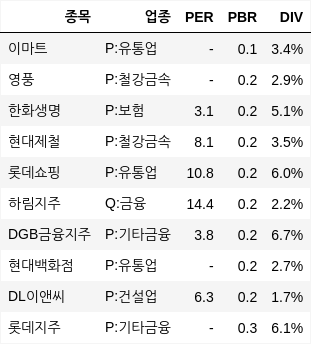 종목 업종 PER PBR DIV
이마트 P:유통업 - 0.1 3.4%
영풍 P:철강금속 - 0.2 2.9%
한화생명 P:보험 3.1 0.2 5.1%
현대제철 P:철강금속 8.1 0.2 3.5%
롯데쇼핑 P:유통업 10.8 0.2 6.0%
하림지주 Q:금융 14.4 0.2 2.2%
DGB금융지주 P:기타금융 3.8 0.2 6.7%
현대백화점 P:유통업 - 0.2 2.7%
DL이앤씨 P:건설업 6.3 0.2 1.7%
롯데지주 P:기타금융 - 0.3 6.1%